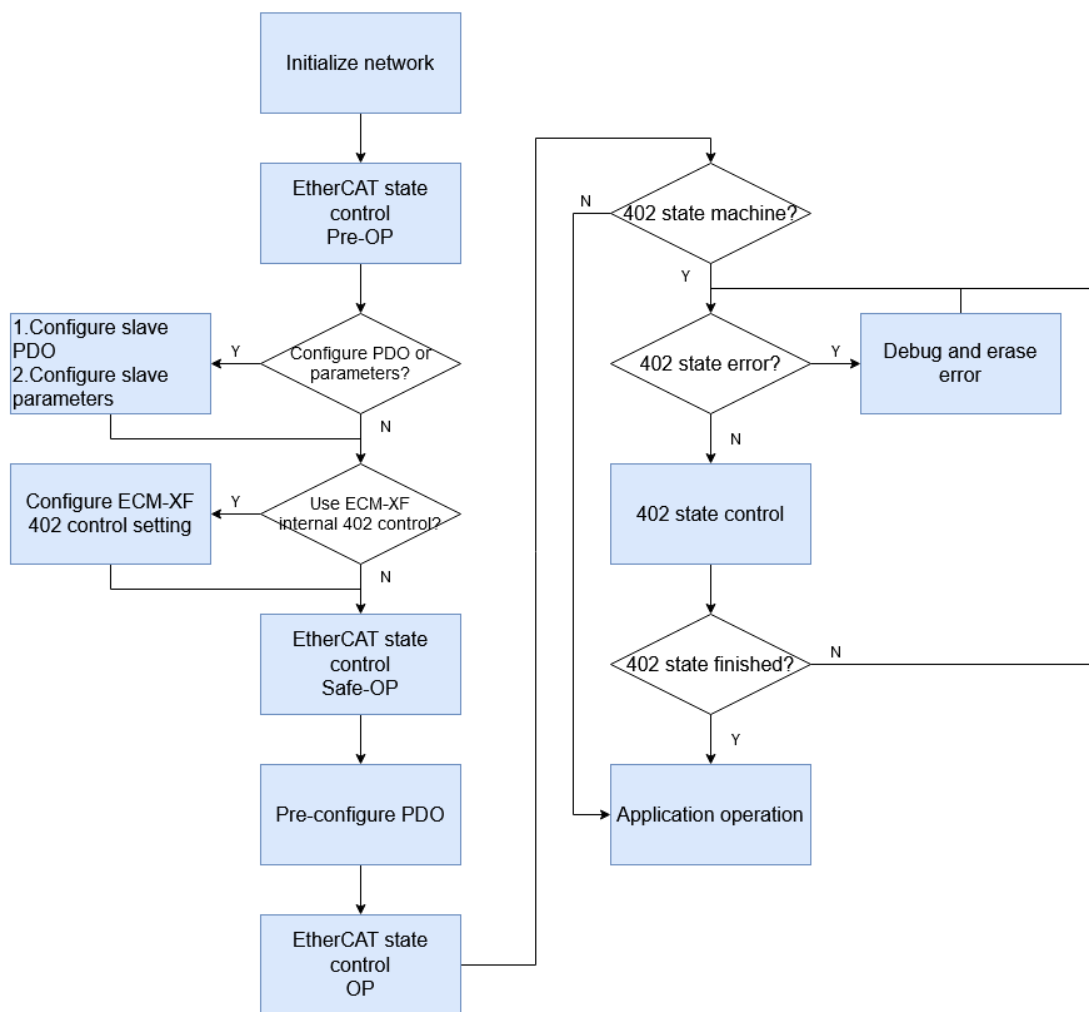 Initialize network
EtherCAT state
control
Pre-OP
Configure PDO or
parameters?
Y
1.Configure slave
PDO
2.Configure slave
parameters
N
Use ECM-XF
internal 402 control?
Y
Configure ECM-XF
402 control setting
N
EtherCAT state
control
Safe-OP
Pre-configure PDO
EtherCAT state
control
OP
402 state machine?
N
Y
402 state error?
Y
Debug and erase
error
N
402 state control
402 state finished?
N
Y
Application operation